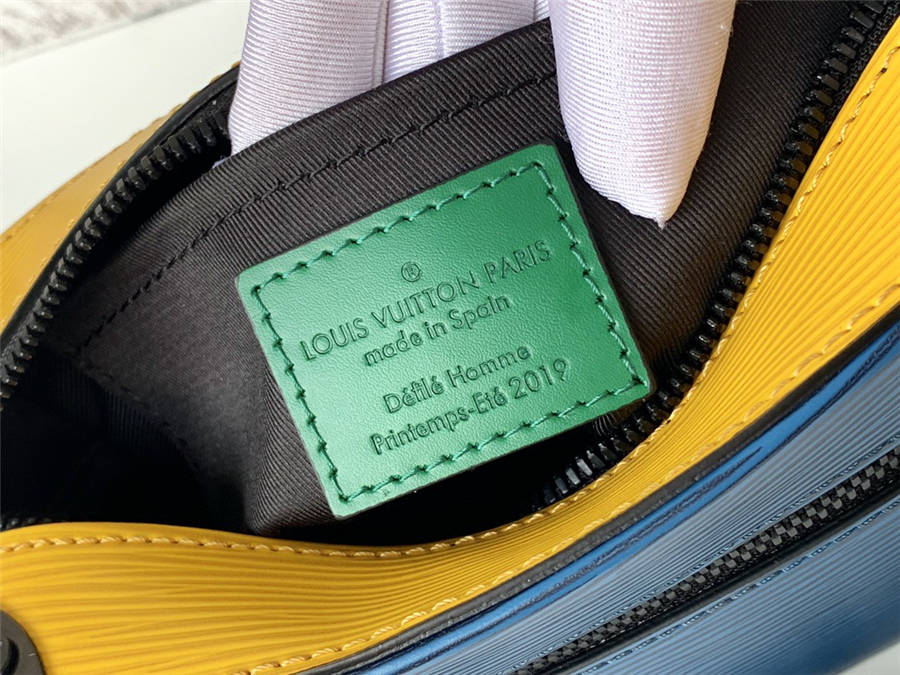 ®
LOUIS VUITTON PARIS
made in Spain
Défilé Homme
Printemps-Eté 2019